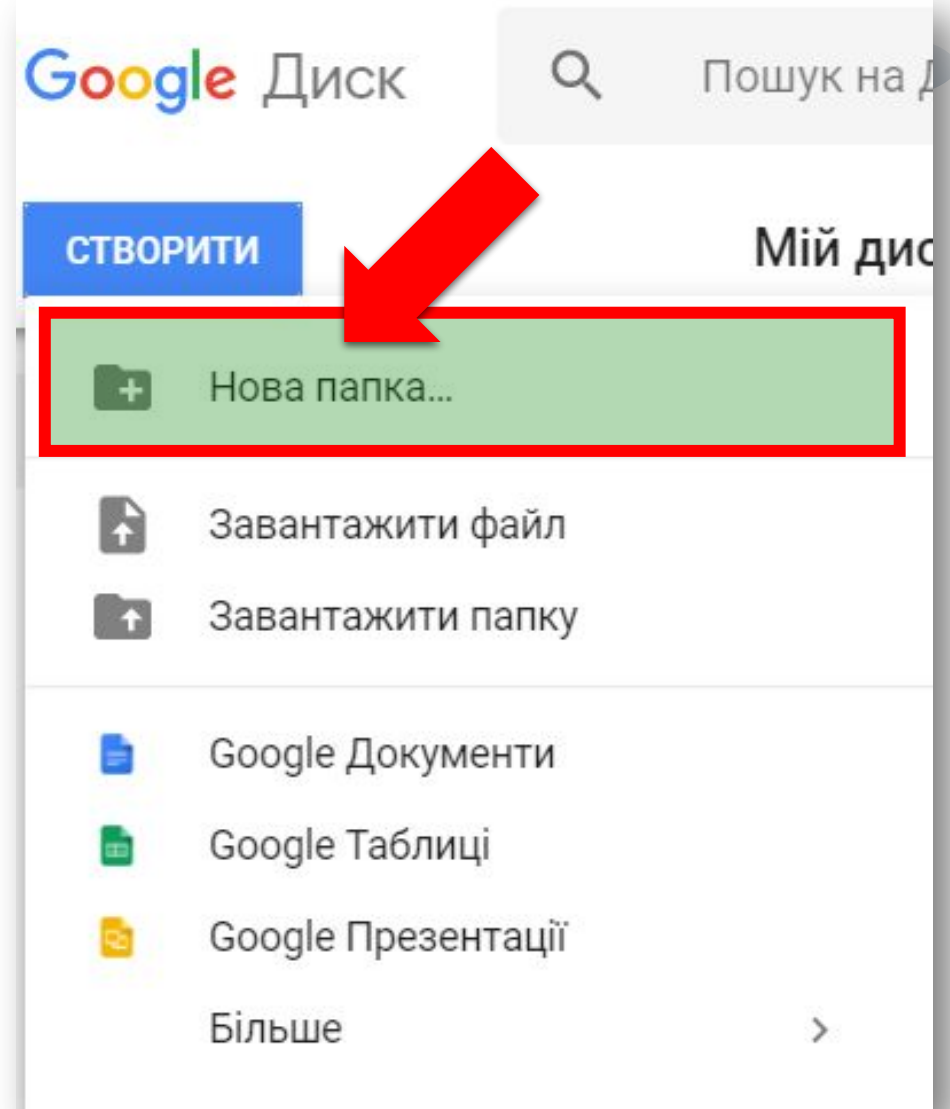 Google Диск
Пошук на
СТВОРИТИ
Мій дис
Нова папка...
Завантажити файл
Завантажити папку
Google Документи
Google Таблиці
Google Презентації
Більше